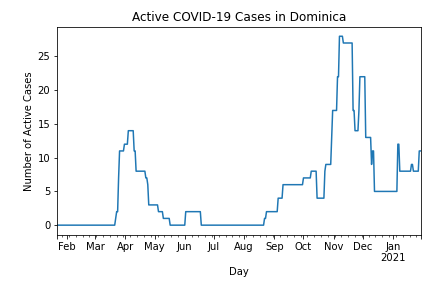 Active COVID-19 Cases in Dominica
Number of Active Cases
25
20
15
10
5
0
Feb Mar Apr May Jun Jul Aug Sep Oct Nov Dec Jan
2021
Day